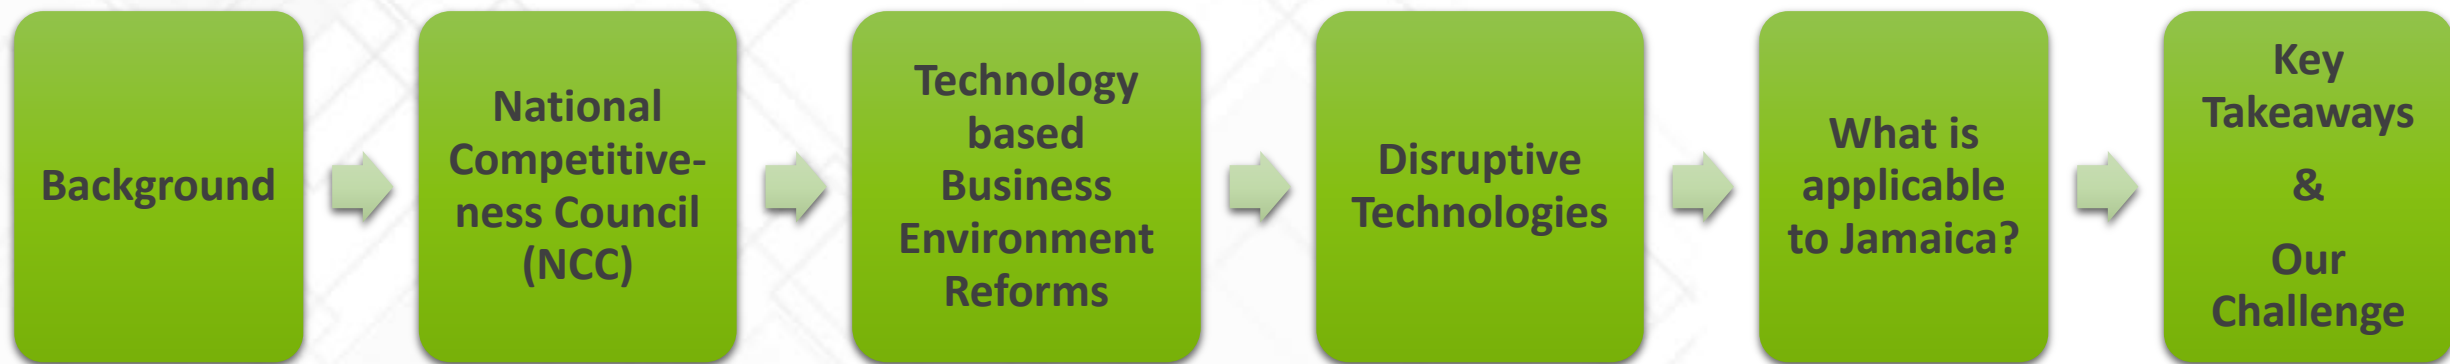 Background
National
Competitive-
ness Council
(NCC)
Technology
based
Business
Environment
Reforms
Disruptive
Technologies
What is
applicable
to Jamaica?
Key
Takeaways
&
Our
Challenge